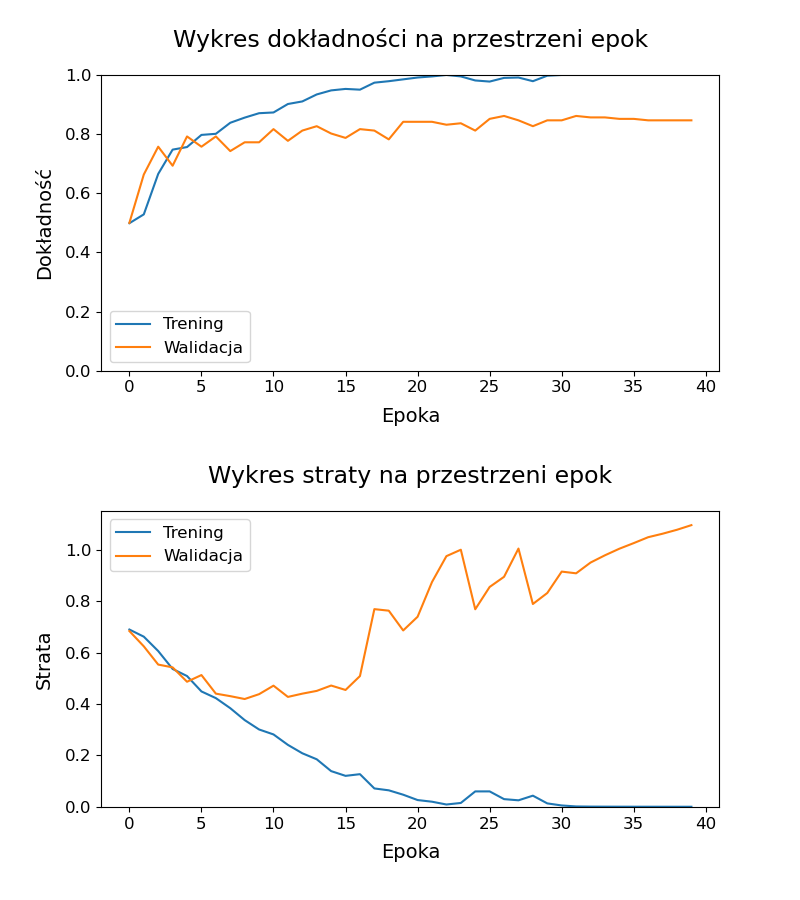 Wykres dokładności na przestrzeni epok
1.0
0.8
0.6
0.4
0.2
0.0
Dokładność
Trening
Walidacja
0 5 10 15 20 25 30 35 40
Epoka
Wykres straty na przestrzeni epok
1.0
0.8
0.6
0.4
0.2
0.0
Strata
Trening
Walidacja
0 5 10 15 20 25 30 35 40
Epoka